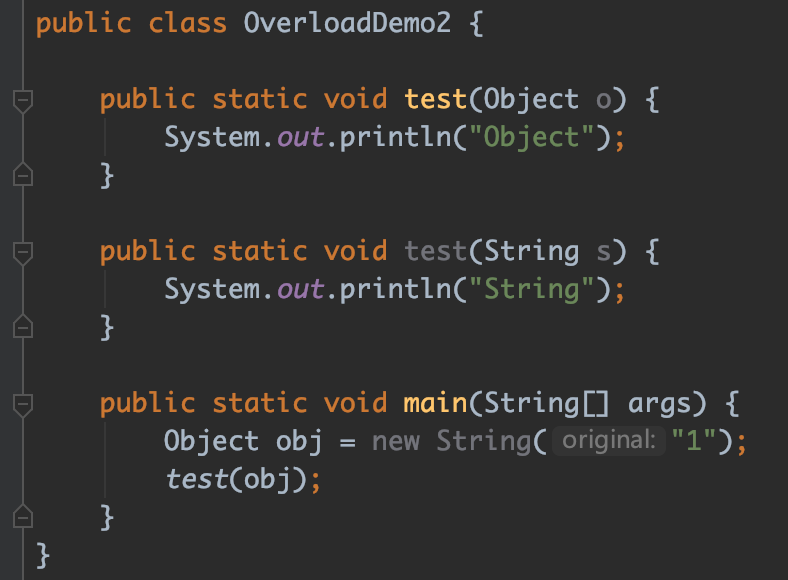 public class OverloadDemo2 {
public static void test(Object o) {
System.out.println("Object");
}
public static void test(String s) {
System.out.println("String");
}
public static void main(String[] args) {
Object obj = new String( original: "1");
test(obj);
}
}